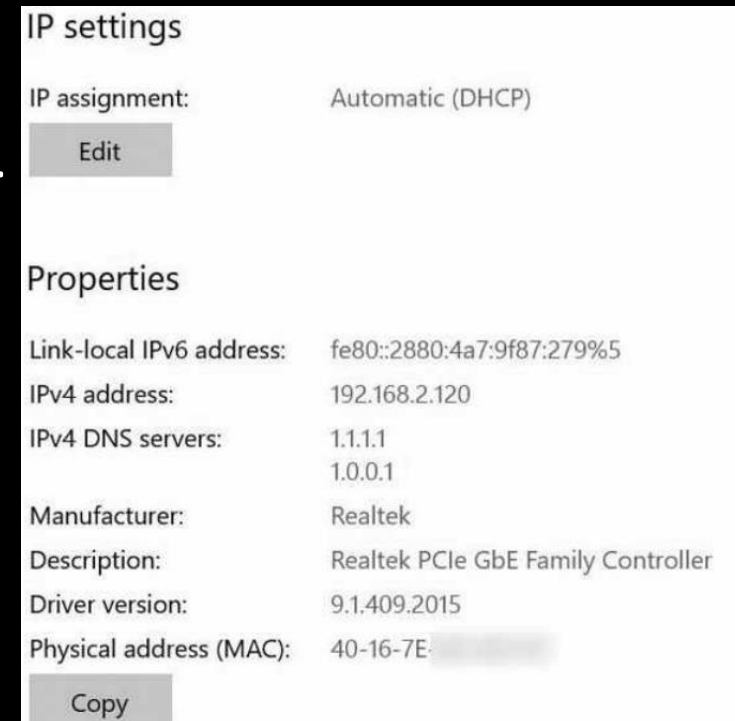 IP settings
IP assignment: Automatic (DHCP)
Edit
Properties
Link-local IPv6 address: fe80::2880:4a7:9f87:279%5
IPv4 address: 192.168.2.120
IPv4 DNS servers: 1.1.1.1
1.0.0.1
Manufacturer: Realtek
Description: Realtek PCIe GbE Family Controller
Driver version: 9.1.409.2015
Physical address (MAC): 40-16-7E-
Copy